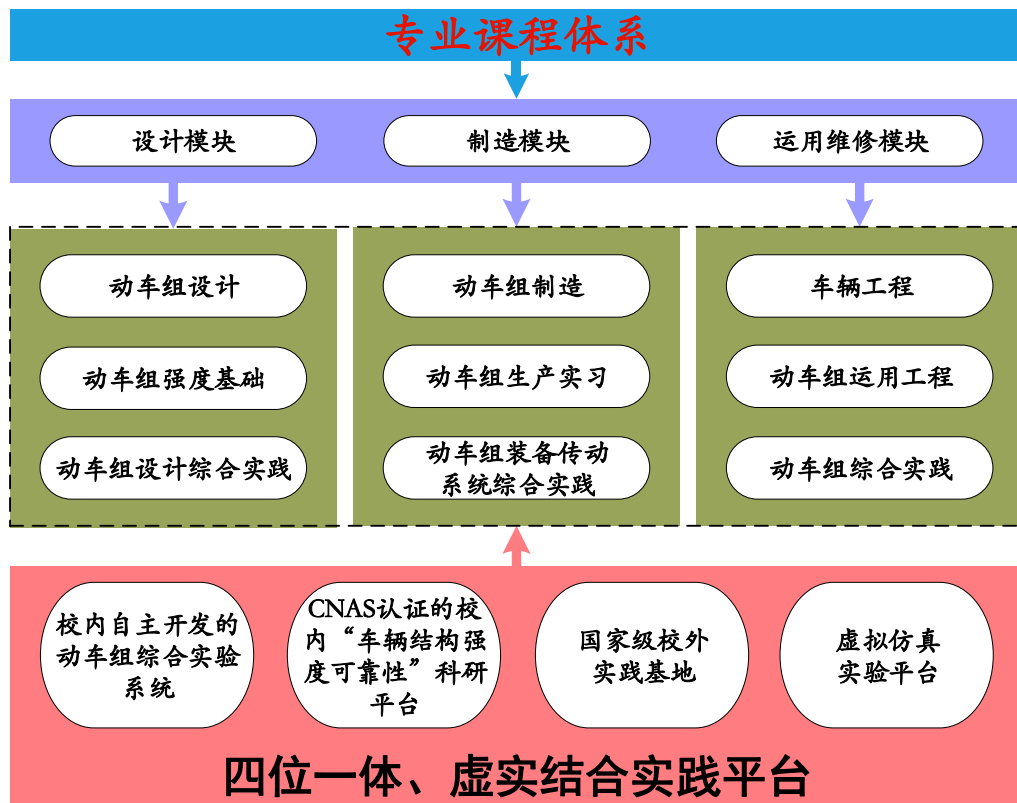 专业课程体系
设计模块
制造模块
运用维修模块
动车组设计
动车组强度基础
动车组设计综合实践
动车组制造
动车组生产实习
动车组装备传动
系统综合实践
车辆工程
动车组运用工程
动车组综合实践
校内自主开发的
动车组综合实验
系统
CNAS认证的校
内“车辆结构强
度可靠性”科研
平台
国家级校外
实践基地
虚拟仿真
实验平台
四位一体、虚实结合实践平台